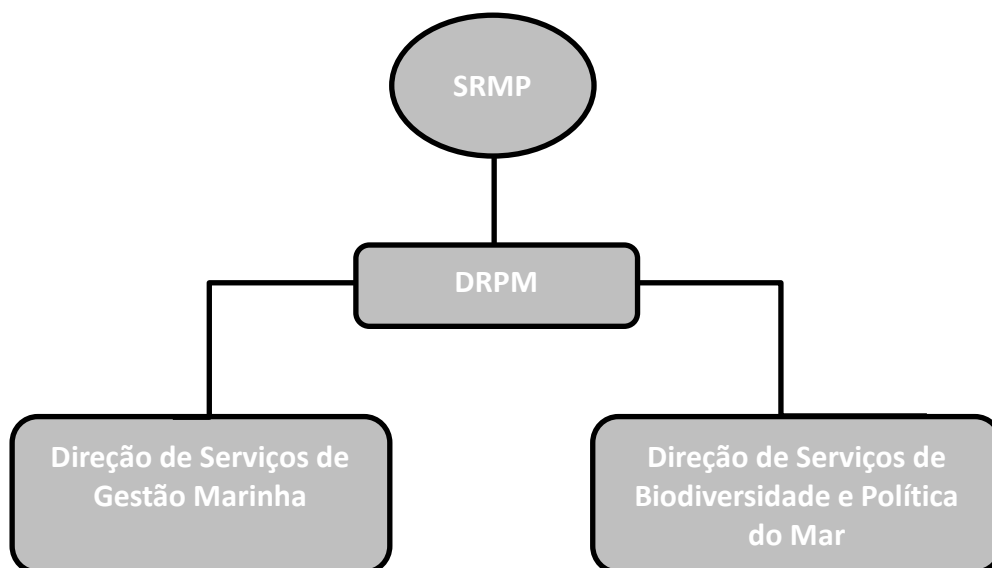 SRMP
DRPM
Direção de Serviços de
Gestão Marinha
Direção de Serviços de
Biodiversidade e Política
do Mar